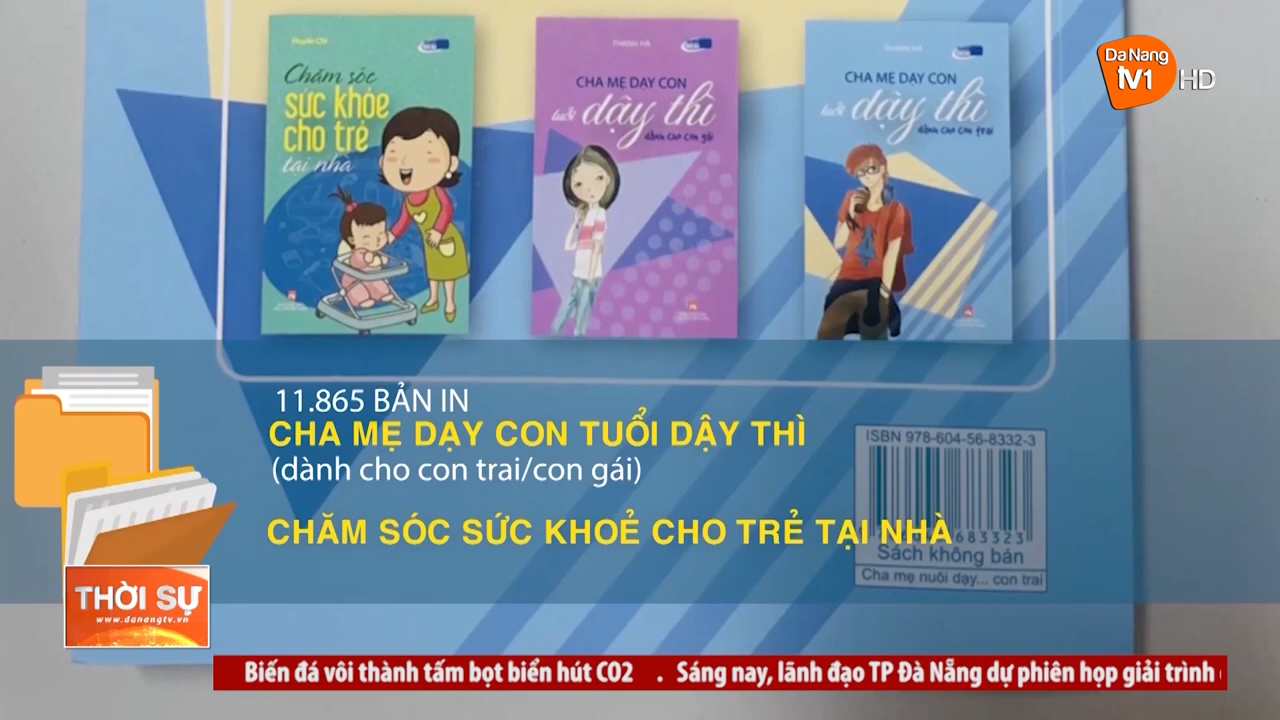 Huyền Chi
Chăm sóc
sức khỏe
cho trẻ
tại nhà
THANH HÀ
CHA MẸ DẠY CON
tuổi dậy thì
dành cho con gái
THANH HÀ
CHA MẸ DẠY CON
tuổi dậy thì
dành cho con trai
DaNang
TV1 HD
11.865 BẢN IN
CHA MẸ DẠY CON TUỔI DẬY THÌ
(dành cho con trai/con gái)
CHĂM SÓC SỨC KHOẺ CHO TRẺ TẠI NHÀ
ISBN 978-604-56-8332-3
683323
Sách không bán
Cha mẹ nuôi dạy... con trai
THỜI SỰ
www.danangtv.vn
Biến đá vôi thành tấm bọt biển hút CO2 . Sáng nay, lãnh đạo TP Đà Nẵng dự phiên họp giải trình